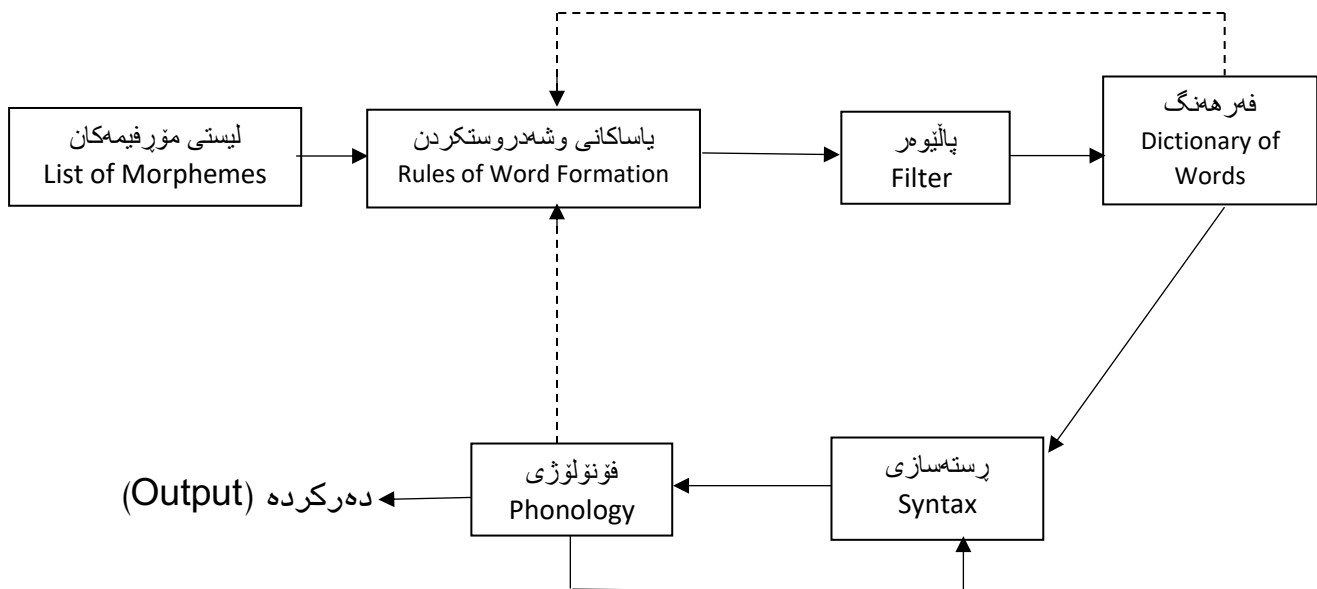 لیستی مۆڕفیمەکان
List of Morphemes
یاساکانی وشەدروستکردن
Rules of Word Formation
پاڵێوەر
Filter
فەرهەنگ
Dictionary of
Words
ڕستەسازی
Syntax
فۆنۆلۆژی
Phonology
دەرکردە (Output)